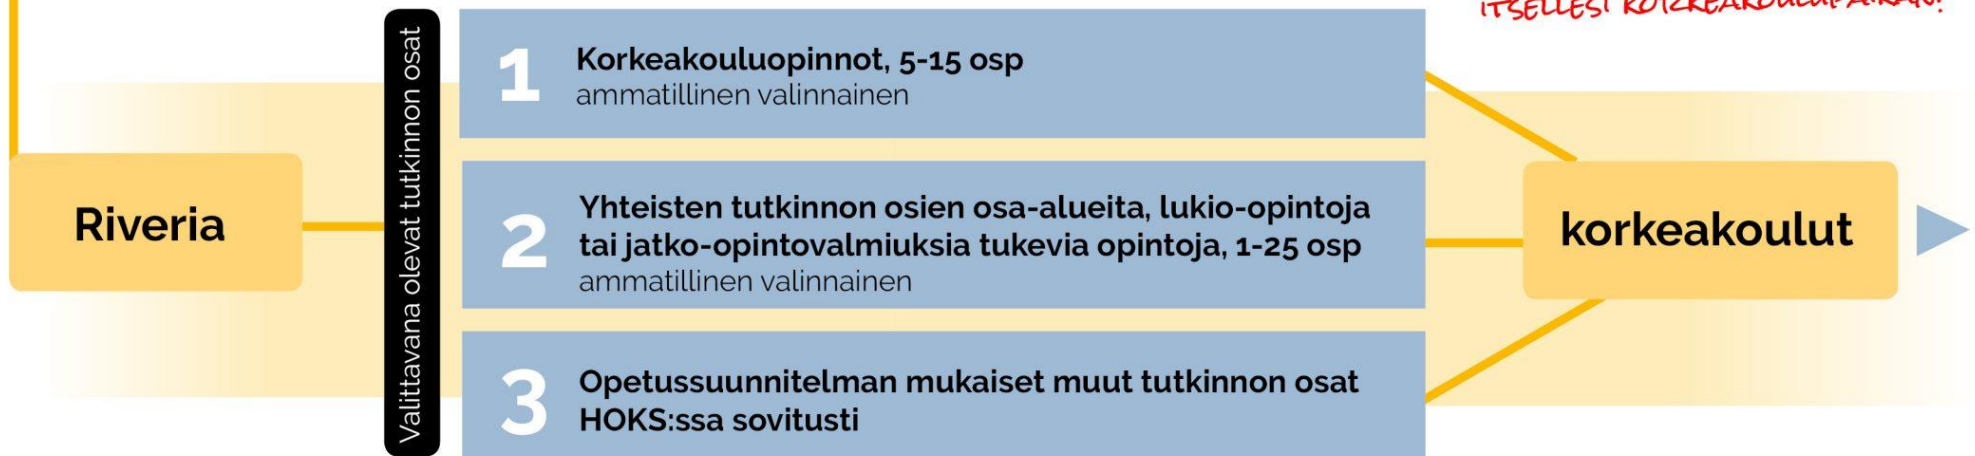 ITSELLESI KORKEAKOULUPAIKAN!
Riveria
Valittavana olevat tutkinnon osat
1
Korkeakouluopinnot, 5-15 osp
ammatillinen valinnainen
2
Yhteisten tutkinnon osien osa-alueita, lukio-opintoja
tai jatko-opintovalmiuksia tukevia opintoja, 1-25 osp
ammatillinen valinnainen
3
Opetussuunnitelman mukaiset muut tutkinnon osat
HOKS:ssa sovitusti
korkeakoulut